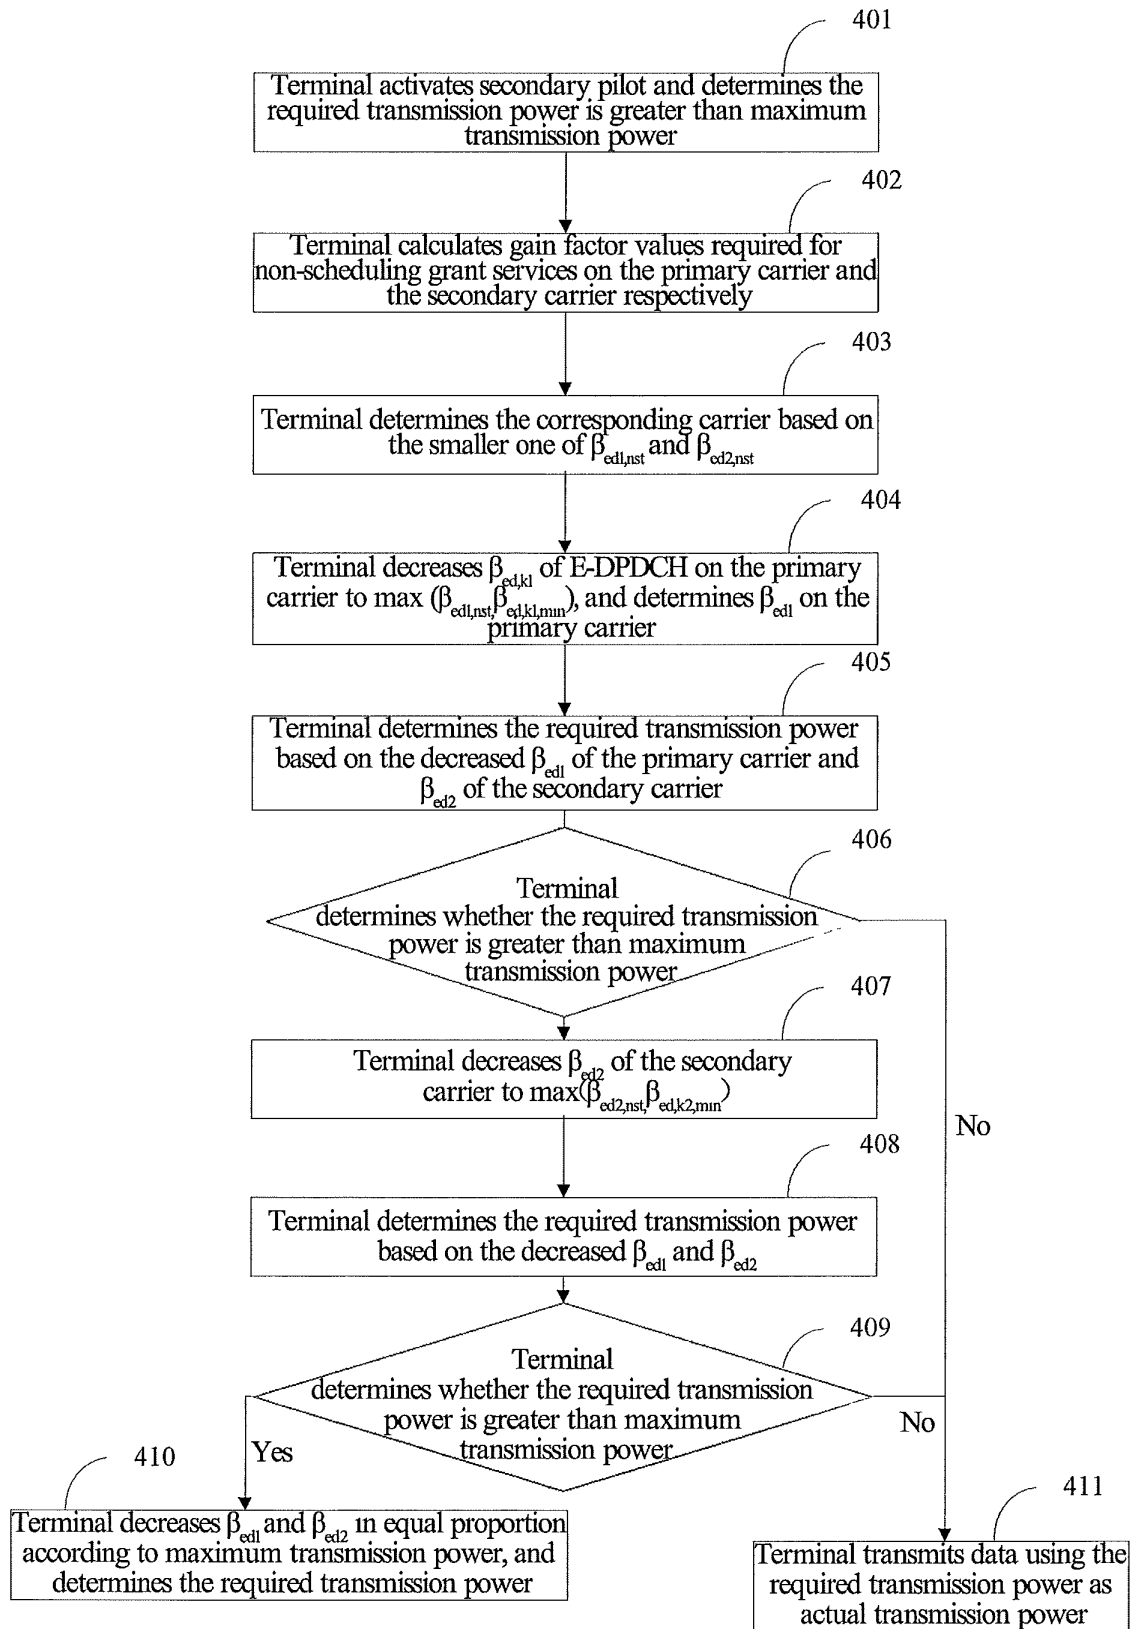 401
Terminal activates secondary pilot and determines the
required transmission power is greater than maximum
transmission power
402
Terminal calculates gain factor values required for
non-scheduling grant services on the primary carrier and
the secondary carrier respectively
403
Terminal determines the corresponding carrier based on
the smaller one of βed1,nst and βed2,nst
404
Terminal decreases βed,k1 of E-DPDCH on the primary
carrier to max (βed1,nst,βed,k1,min), and determines βed1 on the
primary carrier
405
Terminal determines the required transmission power
based on the decreased βed1 of the primary carrier and
βed2 of the secondary carrier
406
Terminal
determines whether the required transmission
power is greater than maximum
transmission power
407
Terminal decreases βed2 of the secondary
carrier to max(βed2,nst,βed,k2,min)
No
408
Terminal determines the required transmission power
based on the decreased βed1 and βed2
409
Terminal
determines whether the required transmission
power is greater than maximum
transmission power
No
Yes
410
Terminal decreases βed1 and βed2 in equal proportion
according to maximum transmission power, and
determines the required transmission power
411
Terminal transmits data using the
required transmission power as
actual transmission power